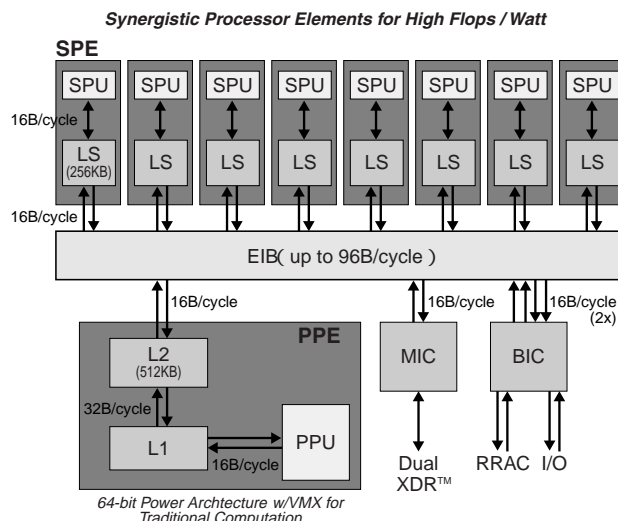 Synergistic Processor Elements for High Flops / Watt
SPE
SPU SPU SPU SPU SPU SPU SPU SPU
16B/cycle
LS LS LS LS LS LS LS LS
(256KB)
16B/cycle
EIB( up to 96B/cycle )
16B/cycle 16B/cycle 16B/cycle
(2x)
PPE
L2
(512KB)
MIC BIC
32B/cycle
L1 PPU
16B/cycle
Dual RRAC I/O
XDR™
64-bit Power Archtecture w/VMX for
Traditional Computation